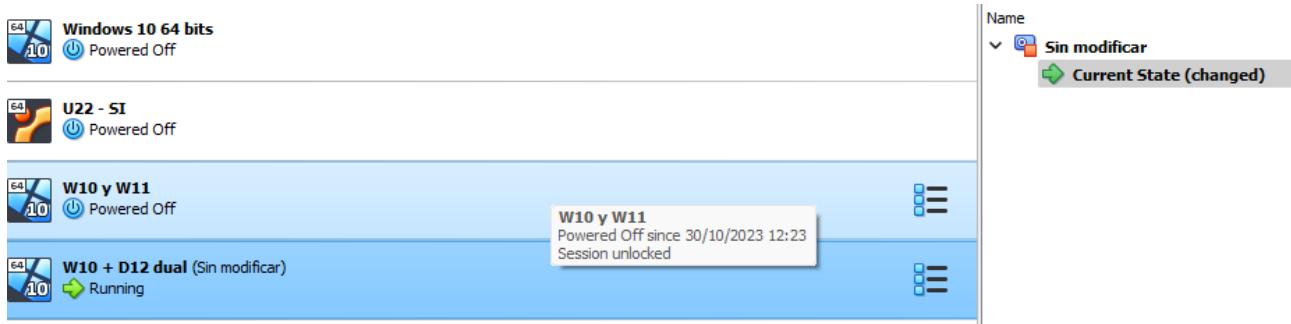 64
10
Windows 10 64 bits
Powered Off
64
U22 - SI
Powered Off
64
10
W10 y W11
Powered Off
W10 y W11
Powered Off since 30/10/2023 12:23
Session unlocked
64
10
W10 + D12 dual (Sin modificar)
Running
Name
Sin modificar
Current State (changed)